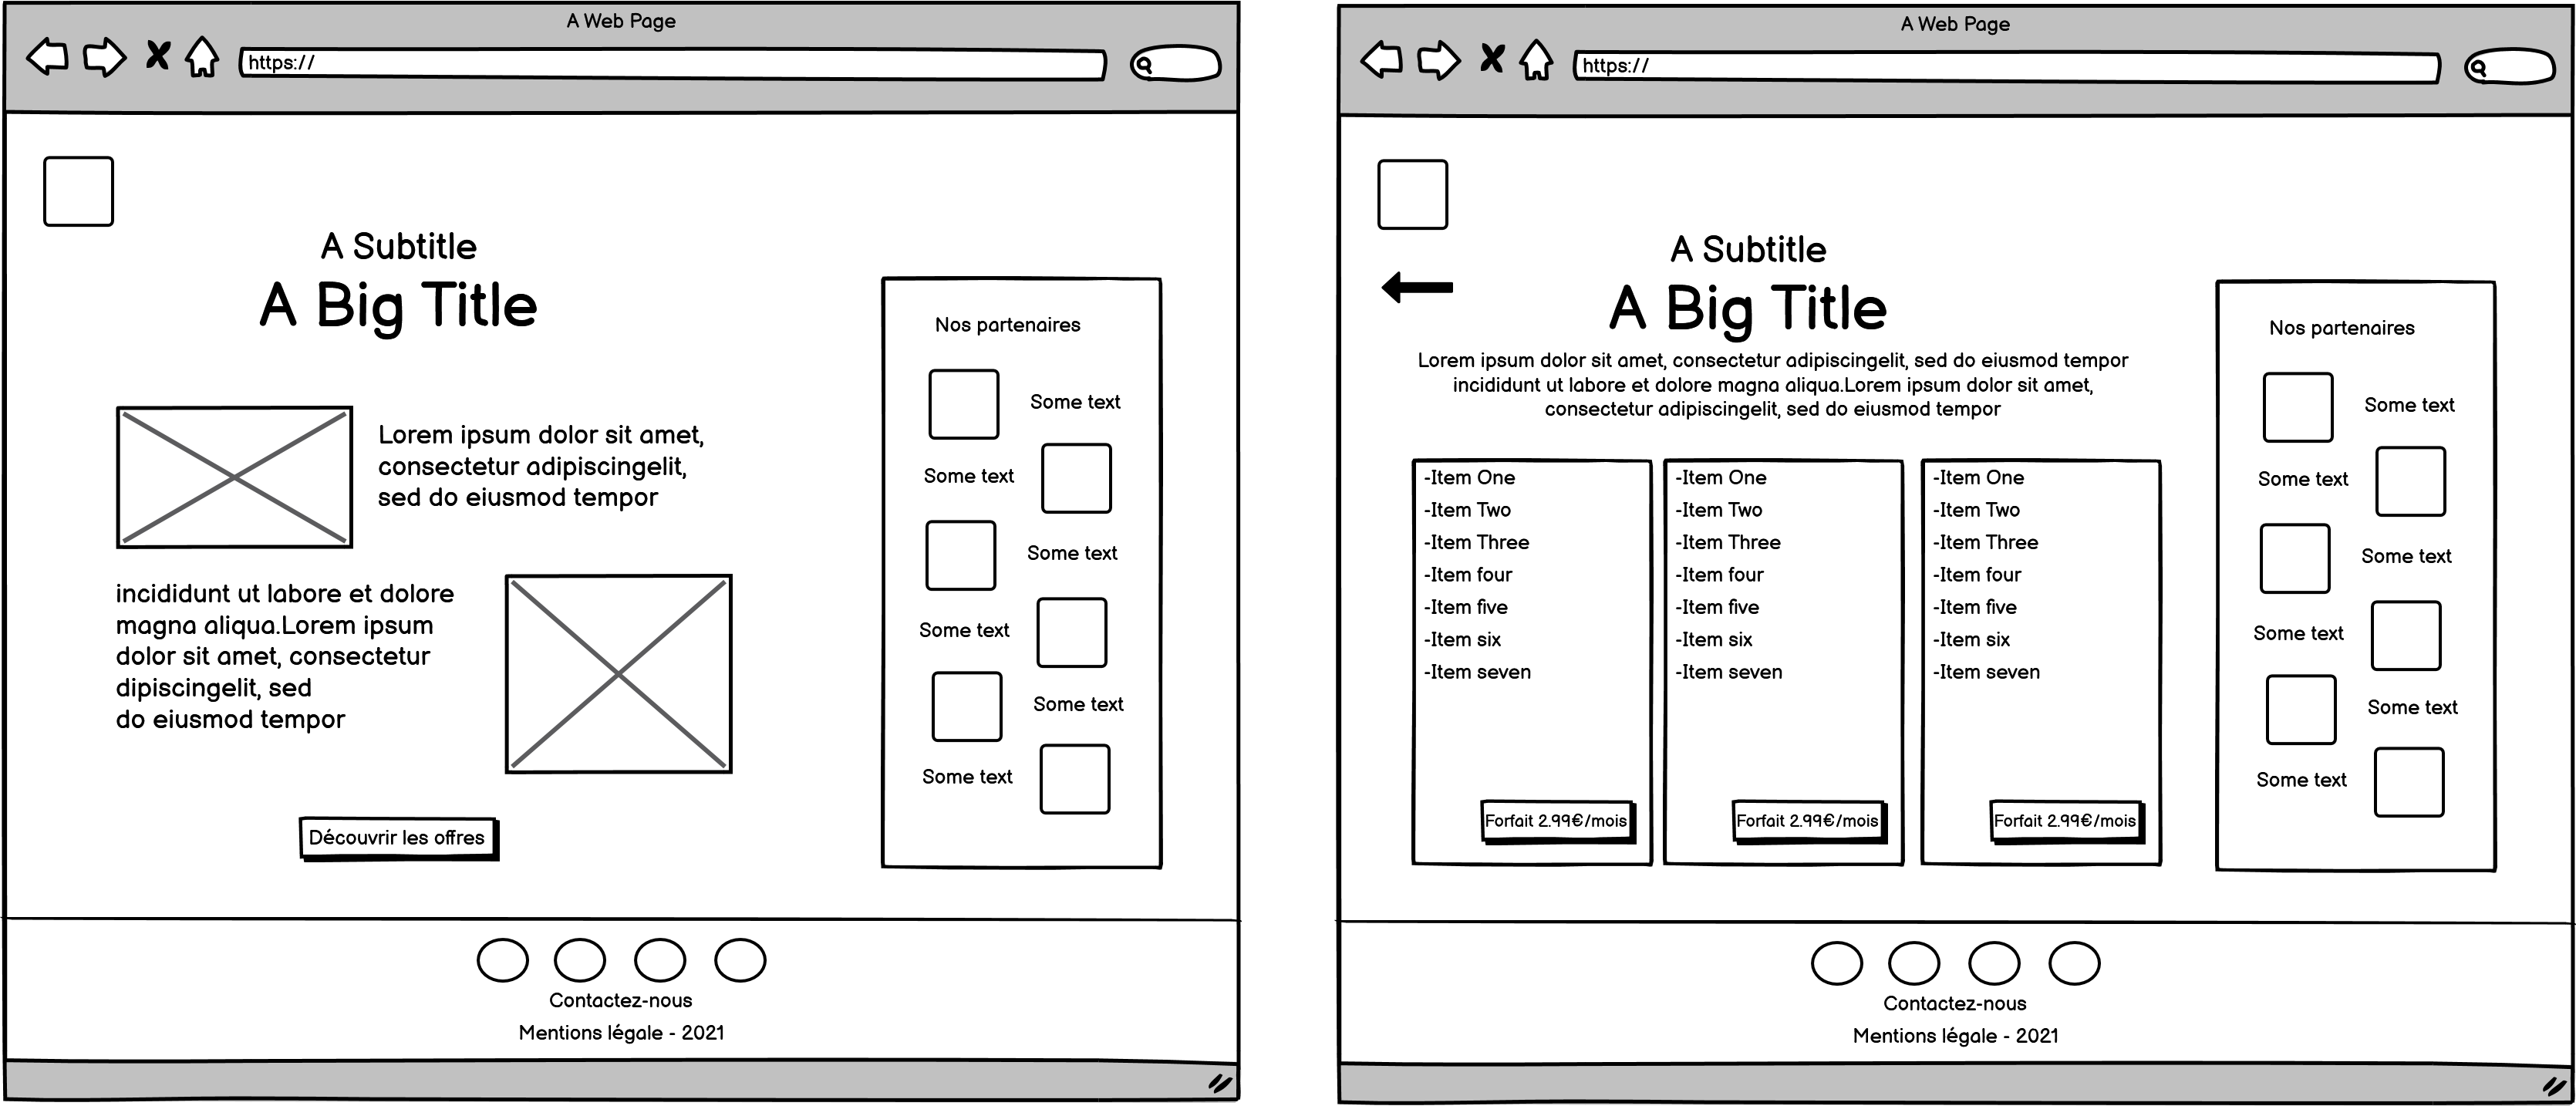 A Web Page
https://
A Subtitle
A Big Title
Lorem ipsum dolor sit amet,
consectetur adipiscingelit,
sed do eiusmod tempor
incididunt ut labore et dolore
magna aliqua.Lorem ipsum
dolor sit amet, consectetur
dipiscingelit, sed
do eiusmod tempor
Découvrir les offres
Nos partenaires
Some text
Some text
Some text
Some text
Some text
Some text
Contactez-nous
Mentions légale - 2021
A Web Page
https://
A Subtitle
A Big Title
Lorem ipsum dolor sit amet, consectetur adipiscingelit, sed do eiusmod tempor
incididunt ut labore et dolore magna aliqua.Lorem ipsum dolor sit amet,
consectetur adipiscingelit, sed do eiusmod tempor
-Item One
-Item Two
-Item Three
-Item four
-Item five
-Item six
-Item seven
Forfait 2.99€/mois
-Item One
-Item Two
-Item Three
-Item four
-Item five
-Item six
-Item seven
Forfait 2.99€/mois
-Item One
-Item Two
-Item Three
-Item four
-Item five
-Item six
-Item seven
Forfait 2.99€/mois
Nos partenaires
Some text
Some text
Some text
Some text
Some text
Some text
Contactez-nous
Mentions légale - 2021